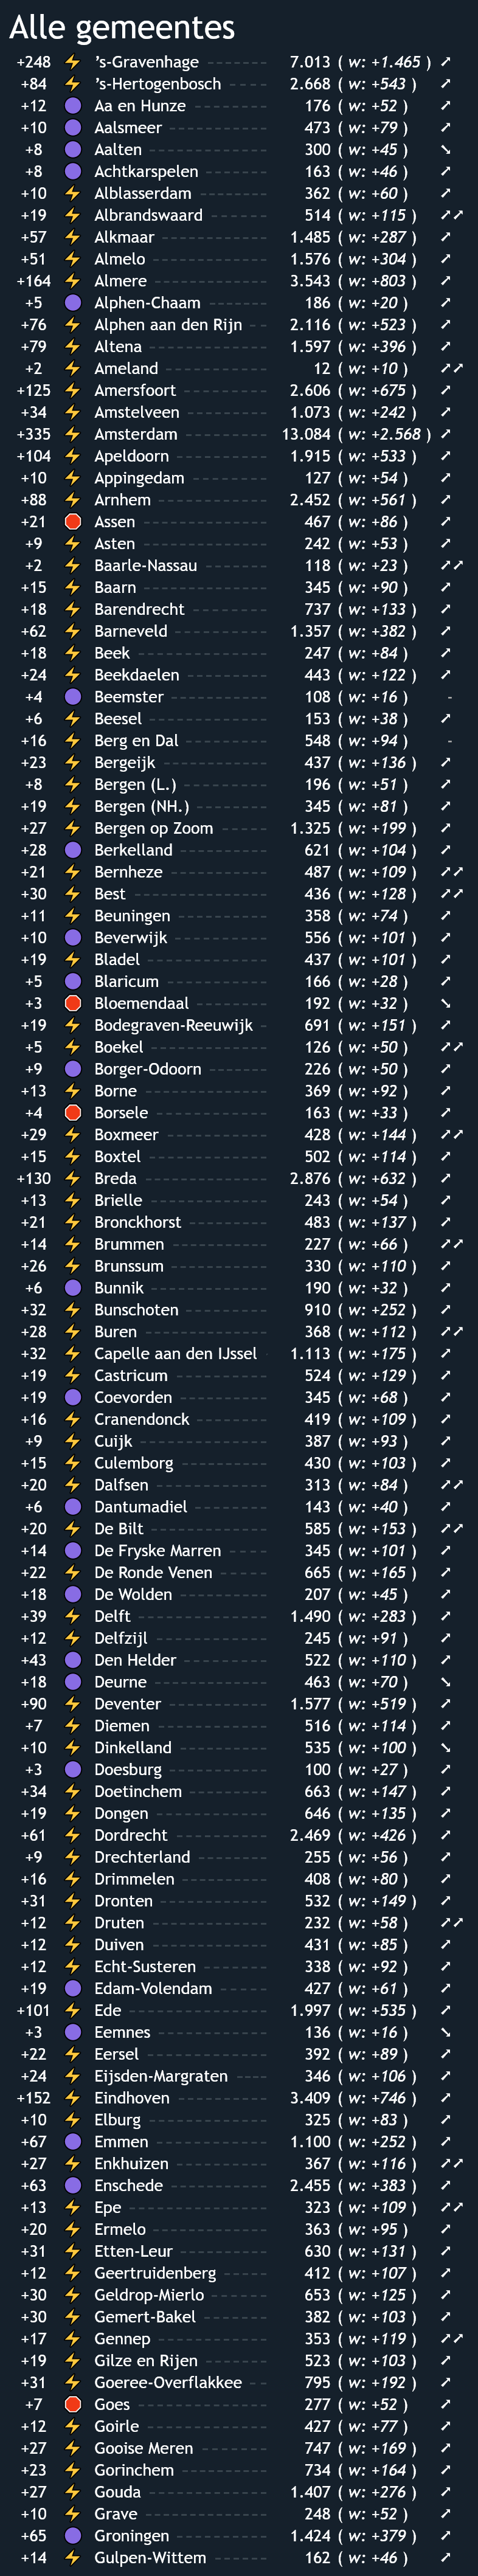 Alle gemeentes
+248 ’s-Gravenhage 7.013 ( w: +1.465 )
+84 ’s-Hertogenbosch 2.668 ( w: +543 )
+12 Aa en Hunze 176 ( w: +52 )
+10 Aalsmeer 473 ( w: +79 )
+8 Aalten 300 ( w: +45 )
+8 Achtkarspelen 163 ( w: +46 )
+10 Alblasserdam 362 ( w: +60 )
+19 Albrandswaard 514 ( w: +115 )
+57 Alkmaar 1.485 ( w: +287 )
+51 Almelo 1.576 ( w: +304 )
+164 Almere 3.543 ( w: +803 )
+5 Alphen-Chaam 186 ( w: +20 )
+76 Alphen aan den Rijn 2.116 ( w: +523 )
+79 Altena 1.597 ( w: +396 )
+2 Ameland 12 ( w: +10 )
+125 Amersfoort 2.606 ( w: +675 )
+34 Amstelveen 1.073 ( w: +242 )
+335 Amsterdam 13.084 ( w: +2.568 )
+104 Apeldoorn 1.915 ( w: +533 )
+10 Appingedam 127 ( w: +54 )
+88 Arnhem 2.452 ( w: +561 )
+21 Assen 467 ( w: +86 )
+9 Asten 242 ( w: +53 )
+2 Baarle-Nassau 118 ( w: +23 )
+15 Baarn 345 ( w: +90 )
+18 Barendrecht 737 ( w: +133 )
+62 Barneveld 1.357 ( w: +382 )
+18 Beek 247 ( w: +84 )
+24 Beekdaelen 443 ( w: +122 )
+4 Beemster 108 ( w: +16 ) -
+6 Beesel 153 ( w: +38 )
+16 Berg en Dal 548 ( w: +94 ) -
+23 Bergeijk 437 ( w: +136 )
+8 Bergen (L.) 196 ( w: +51 )
+19 Bergen (NH.) 345 ( w: +81 )
+27 Bergen op Zoom 1.325 ( w: +199 )
+28 Berkelland 621 ( w: +104 )
+21 Bernheze 487 ( w: +109 )
+30 Best 436 ( w: +128 )
+11 Beuningen 358 ( w: +74 )
+10 Beverwijk 556 ( w: +101 )
+19 Bladel 437 ( w: +101 )
+5 Blaricum 166 ( w: +28 )
+3 Bloemendaal 192 ( w: +32 )
+19 Bodegraven-Reeuwijk 691 ( w: +151 )
+5 Boekel 126 ( w: +50 )
+9 Borger-Odoorn 226 ( w: +50 )
+13 Borne 369 ( w: +92 )
+4 Borsele 163 ( w: +33 )
+29 Boxmeer 428 ( w: +144 )
+15 Boxtel 502 ( w: +114 )
+130 Breda 2.876 ( w: +632 )
+13 Brielle 243 ( w: +54 )
+21 Bronckhorst 483 ( w: +137 )
+14 Brummen 227 ( w: +66 )
+26 Brunssum 330 ( w: +110 )
+6 Bunnik 190 ( w: +32 )
+32 Bunschoten 910 ( w: +252 )
+28 Buren 368 ( w: +112 )
+32 Capelle aan den IJssel 1.113 ( w: +175 )
+19 Castricum 524 ( w: +129 )
+19 Coevorden 345 ( w: +68 )
+16 Cranendonck 419 ( w: +109 )
+9 Cuijk 387 ( w: +93 )
+15 Culemborg 430 ( w: +103 )
+20 Dalfsen 313 ( w: +84 )
+6 Dantumadiel 143 ( w: +40 )
+20 De Bilt 585 ( w: +153 )
+14 De Fryske Marren 345 ( w: +101 )
+22 De Ronde Venen 665 ( w: +165 )
+18 De Wolden 207 ( w: +45 )
+39 Delft 1.490 ( w: +283 )
+12 Delfzijl 245 ( w: +91 )
+43 Den Helder 522 ( w: +110 )
+18 Deurne 463 ( w: +70 )
+90 Deventer 1.577 ( w: +519 )
+7 Diemen 516 ( w: +114 )
+10 Dinkelland 535 ( w: +100 )
+3 Doesburg 100 ( w: +27 )
+34 Doetinchem 663 ( w: +147 )
+19 Dongen 646 ( w: +135 )
+61 Dordrecht 2.469 ( w: +426 )
+9 Drechterland 255 ( w: +56 )
+16 Drimmelen 408 ( w: +80 )
+31 Dronten 532 ( w: +149 )
+12 Druten 232 ( w: +58 )
+12 Duiven 431 ( w: +85 )
+12 Echt-Susteren 338 ( w: +92 )
+19 Edam-Volendam 427 ( w: +61 )
+101 Ede 1.997 ( w: +535 )
+3 Eemnes 136 ( w: +16 )
+22 Eersel 392 ( w: +89 )
+24 Eijsden-Margraten 346 ( w: +106 )
+152 Eindhoven 3.409 ( w: +746 )
+10 Elburg 325 ( w: +83 )
+67 Emmen 1.100 ( w: +252 )
+27 Enkhuizen 367 ( w: +116 )
+63 Enschede 2.455 ( w: +383 )
+13 Epe 323 ( w: +109 )
+20 Ermelo 363 ( w: +95 )
+31 Etten-Leur 630 ( w: +131 )
+12 Geertruidenberg 412 ( w: +107 )
+30 Geldrop-Mierlo 653 ( w: +125 )
+30 Gemert-Bakel 382 ( w: +103 )
+17 Gennep 353 ( w: +119 )
+19 Gilze en Rijen 523 ( w: +103 )
+31 Goeree-Overflakkee 795 ( w: +192 )
+7 Goes 277 ( w: +52 )
+12 Goirle 427 ( w: +77 )
+27 Gooise Meren 747 ( w: +169 )
+23 Gorinchem 734 ( w: +164 )
+27 Gouda 1.407 ( w: +276 )
+10 Grave 248 ( w: +52 )
+65 Groningen 1.424 ( w: +379 )
+14 Gulpen-Wittem 162 ( w: +46 )